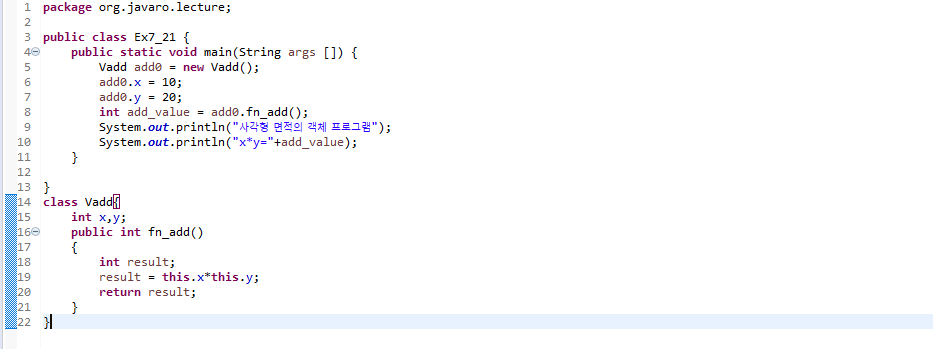 1 package org.javaro.lecture;
2
3 public class Ex7_21 {
4 public static void main(String args []) {
5 Vadd add0 = new Vadd();
6 add0.x = 10;
7 add0.y = 20;
8 int add_value = add0.fn_add();
9 System.out.println("사각형 면적의 객체 프로그램");
10 System.out.println("x*y="+add_value);
11 }
12
13 }
14 class Vadd{
15 int x,y;
16 public int fn_add()
17 {
18 int result;
19 result = this.x*this.y;
20 return result;
21 }
22 }